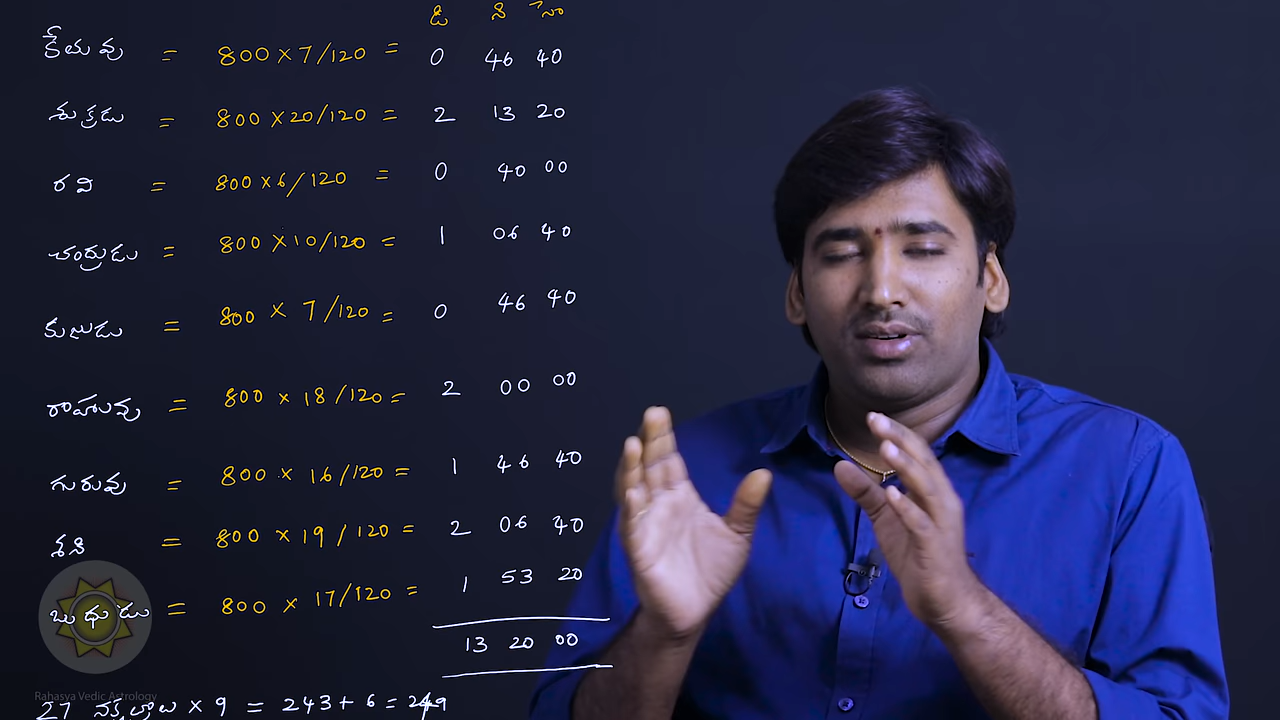 డి ని సె
కేతువు = 800 × 7/120 = 0 46 40
శుక్రడు = 800 × 20/120 = 2 13 20
రవి = 800 × 6/120 = 0 40 00
చంద్రుడు = 800 × 10/120 = 1 06 40
కుజుడు = 800 × 7/120 = 0 46 40
రాహువు = 800 × 18/120 = 2 00 00
గురువు = 800 × 16/120 = 1 46 40
శని = 800 × 19/120 = 2 06 40
బుధుడు = 800 × 17/120 = 1 53 20
13 20 00
Rahasya Vedic Astrology
27 నక్షత్రాలు × 9 = 243 + 6 = 249